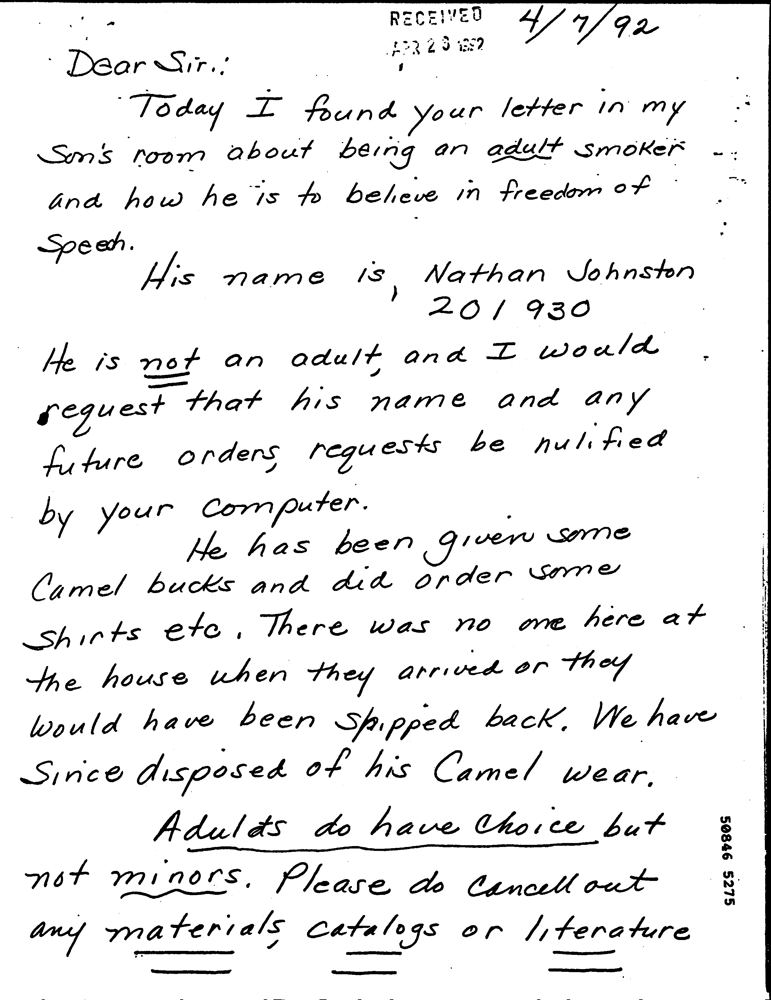 RECEIVED 4/7/92
APR 23 1992
Dear Sir.:
Today I found your letter in my
Son's room about being an adult smoker
and how he is to believe in freedom of
Speech.
His name is, Nathan Johnston
201 930
He is not an adult, and I would
request that his name and any
future orders, requests be nulified
by your computer.
He has been given some
Camel bucks and did order some
shirts etc. There was no one here at
the house when they arrived or they
would have been shipped back. We have
Since disposed of his Camel wear.
Adults do have choice but
not minors. Please do cancell out
any materials, catalogs or literature
50846 5275